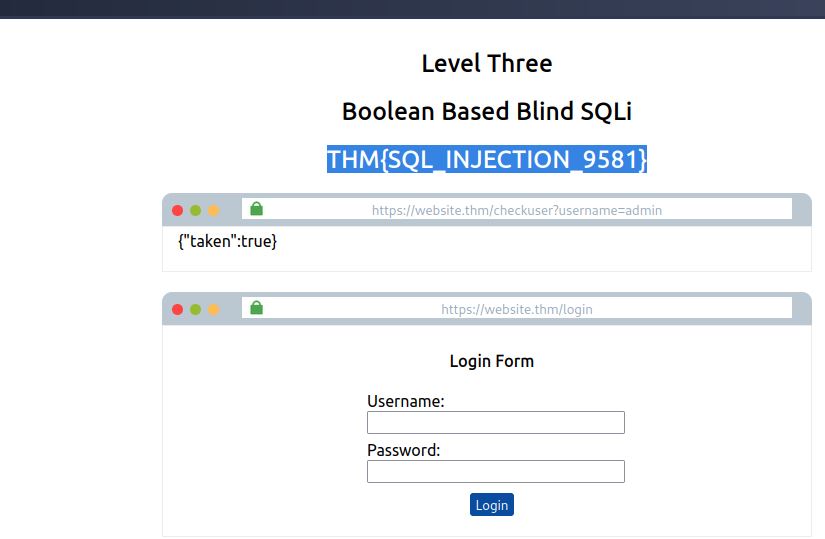 Level Three
Boolean Based Blind SQLi
THM{SQL_INJECTION_9581}
https://website.thm/checkuser?username=admin
{"taken":true}
https://website.thm/login
Login Form
Username:
Password:
Login